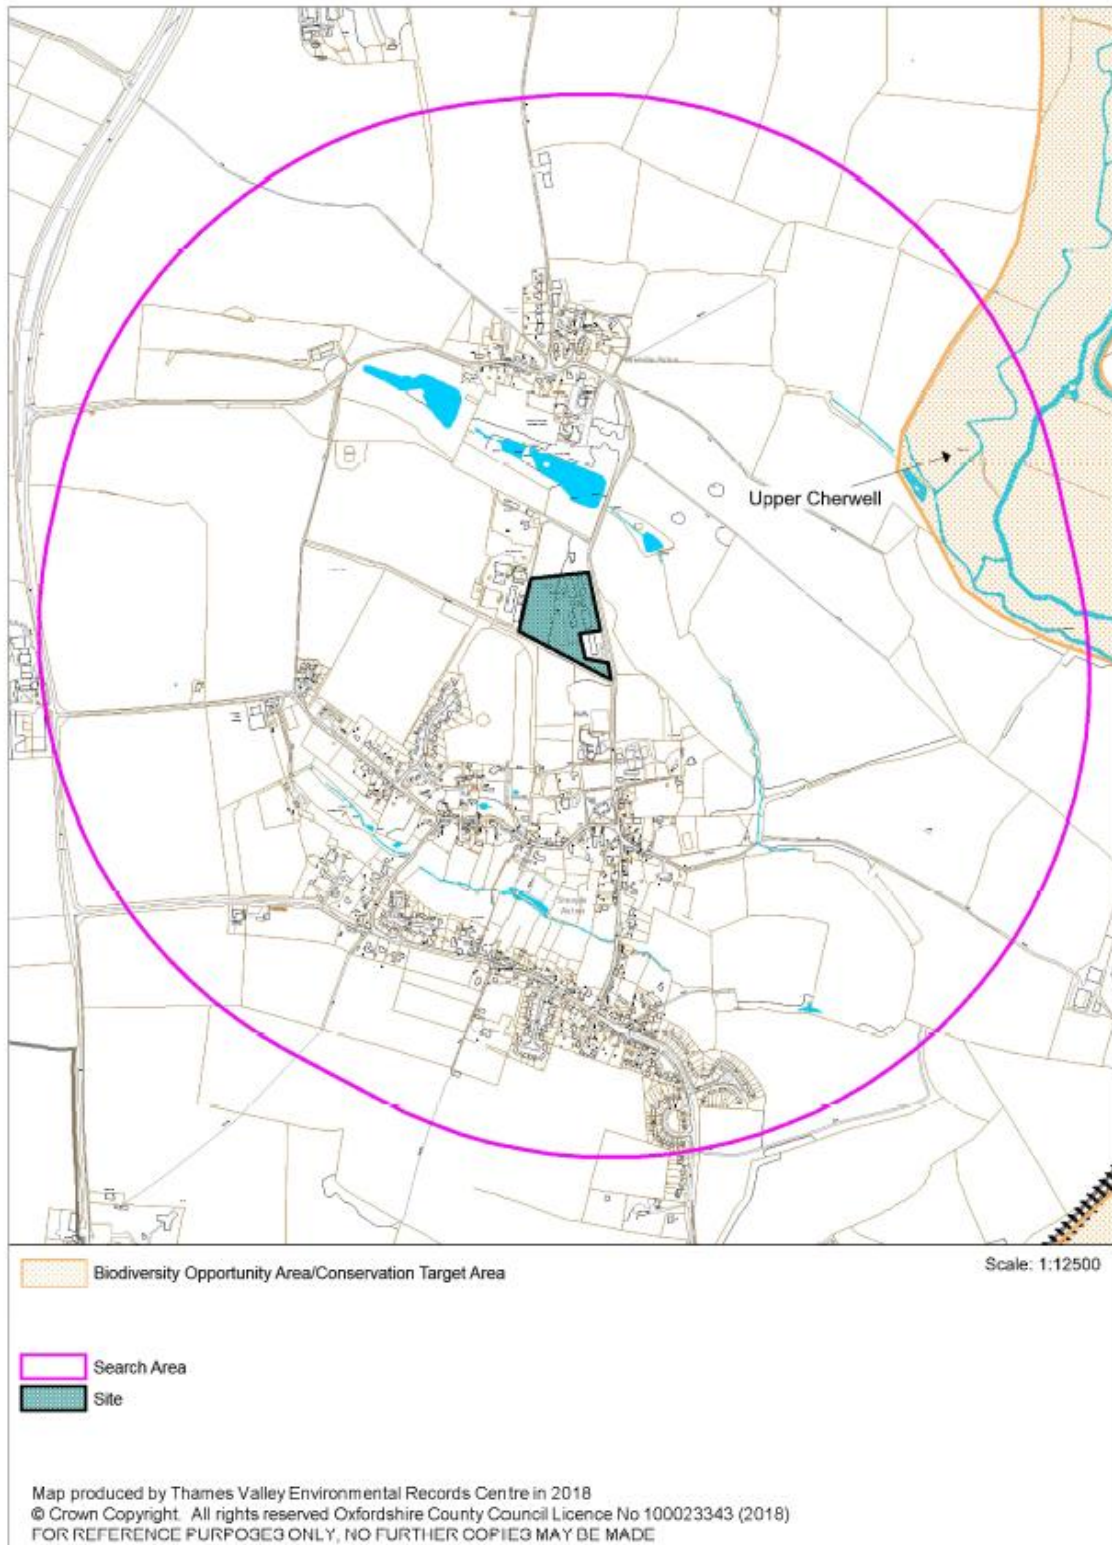 Upper Cherwell
Steeple
Aston
Biodiversity Opportunity Area/Conservation Target Area
Scale: 1:12500
Search Area
Site
Map produced by Thames Valley Environmental Records Centre in 2018
© Crown Copyright. All rights reserved Oxfordshire County Council Licence No 100023343 (2018)
FOR REFERENCE PURPOSES ONLY, NO FURTHER COPIES MAY BE MADE